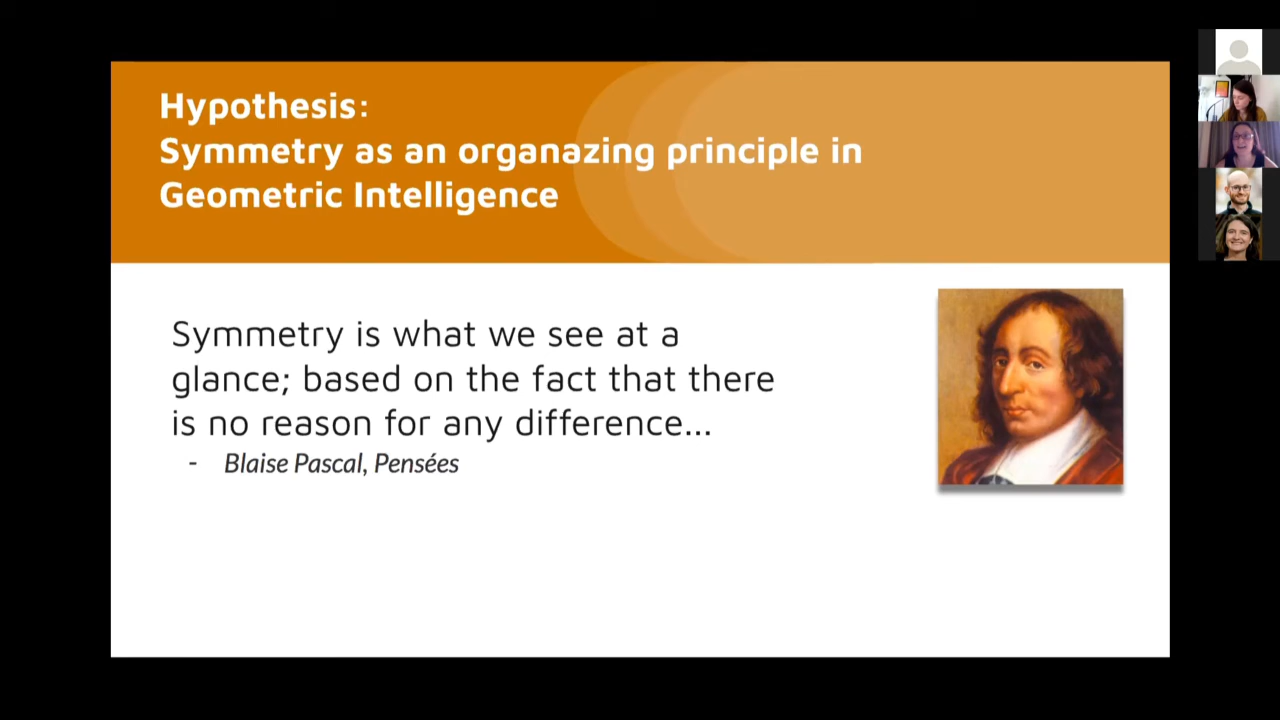 Hypothesis:
Symmetry as an organazing principle in
Geometric Intelligence
Symmetry is what we see at a
glance; based on the fact that there
is no reason for any difference...
- Blaise Pascal, Pensées